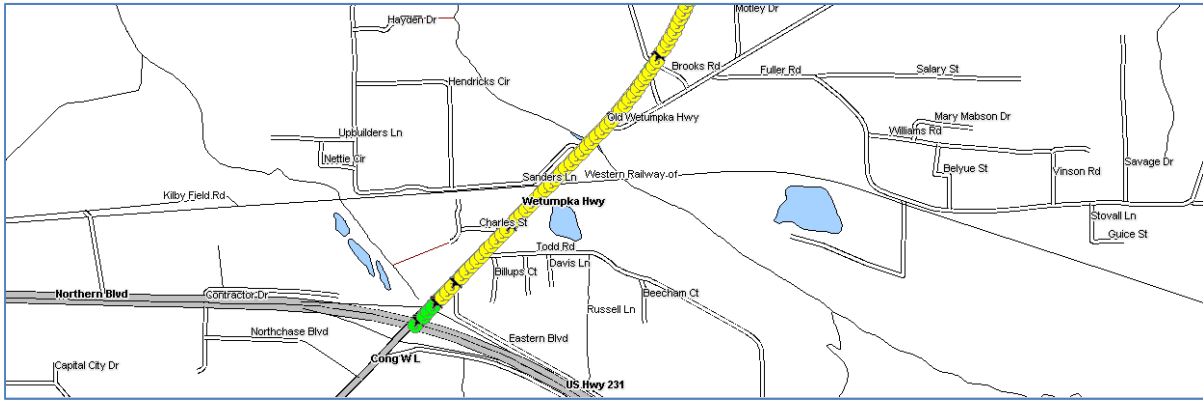 Hayden Dr
Motley Dr
Brooks Rd
Fuller Rd
Salary St
Hendricks Cir
Old Wetumpka Hwy
Mary Mabson Dr
Upbuilders Ln
Williams Rd
Nettie Cir
Savage Dr
Belyue St
Vinson Rd
Sanders Ln
Western Railway of
Kilby Field Rd
Wetumpka Hwy
Stovall Ln
Charles St
Guice St
Todd Rd
Davis Ln
Billups Ct
Northern Blvd
Contractor Dr
Beecham Ct
Russell Ln
Northchase Blvd
Eastern Blvd
Cong W L
Capital City Dr
US Hwy 231